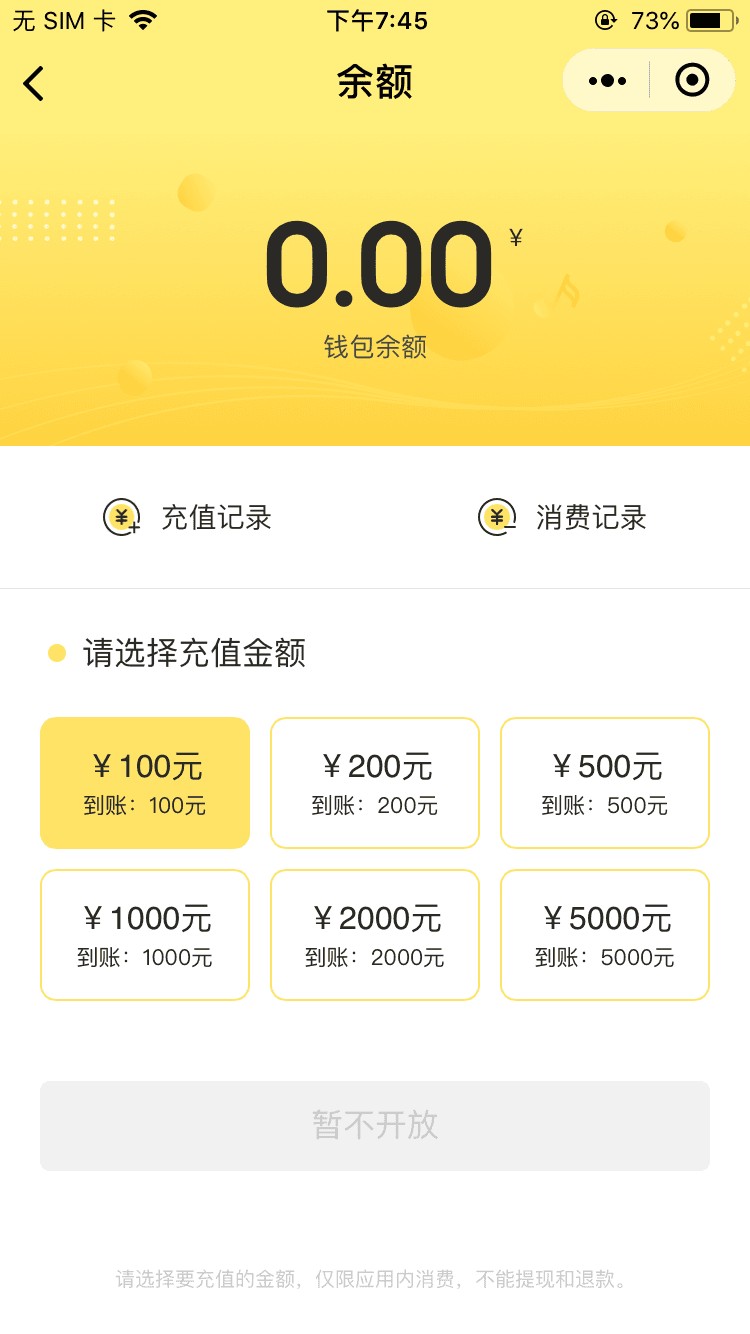 无 SIM 卡 下午7:45 73%
余额
0.00 ¥
钱包余额
充值记录 消费记录
请选择充值金额
¥100元 ¥200元 ¥500元
到账：100元 到账：200元 到账：500元
¥1000元 ¥2000元 ¥5000元
到账：1000元 到账：2000元 到账：5000元
暂不开放
请选择要充值的金额，仅限应用内消费，不能提现和退款。